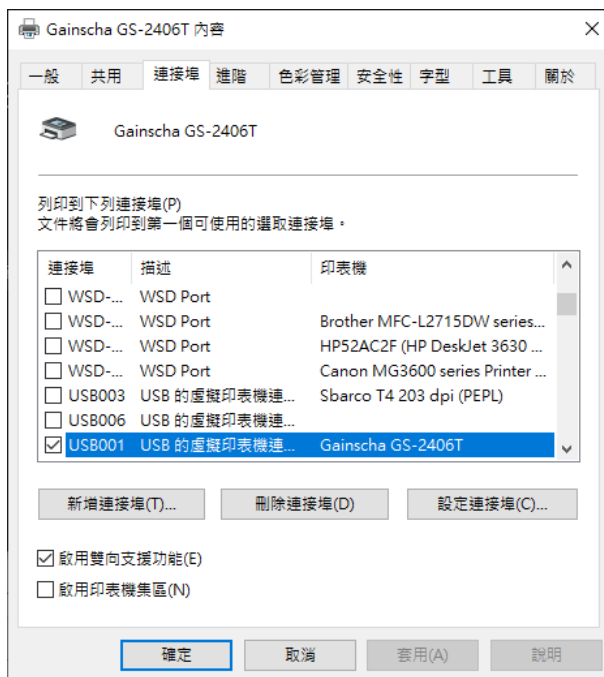 Gainscha GS-2406T 內容
一般 共用 連接埠 進階 色彩管理 安全性 字型 工具 關於
Gainscha GS-2406T
列印到下列連接埠(P)
文件將會列印到第一個可使用的選取連接埠。
連接埠 描述 印表機
WSD-... WSD Port
WSD-... WSD Port Brother MFC-L2715DW series...
WSD-... WSD Port HP52AC2F (HP DeskJet 3630 ...
WSD-... WSD Port Canon MG3600 series Printer ...
USB003 USB 的虛擬印表機連... Sbarco T4 203 dpi (PEPL)
USB006 USB 的虛擬印表機連...
USB001 USB 的虛擬印表機連... Gainscha GS-2406T
新增連接埠(T)... 刪除連接埠(D) 設定連接埠(C)...
啟用雙向支援功能(E)
啟用印表機集區(N)
確定 取消 套用(A) 說明